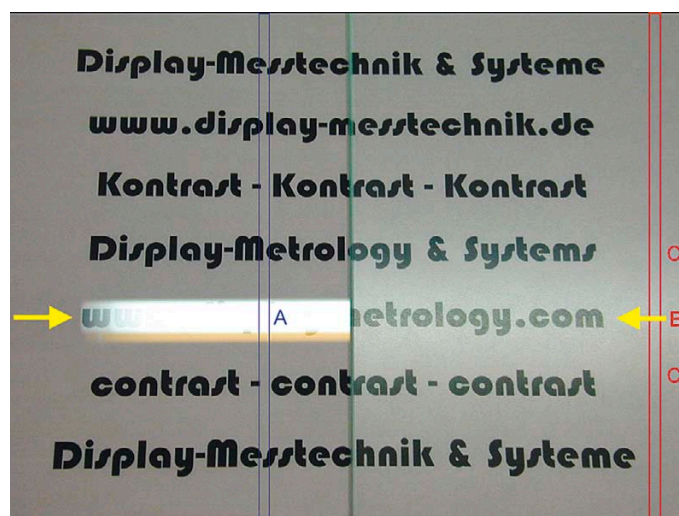 Display-Messtechnik & Systeme
www.display-messtechnik.de
Kontrast - Kontrast - Kontrast
Display-Metrology & Systems
A metrology.com B
contrast - contrast - contrast
Display-Messtechnik & Systeme